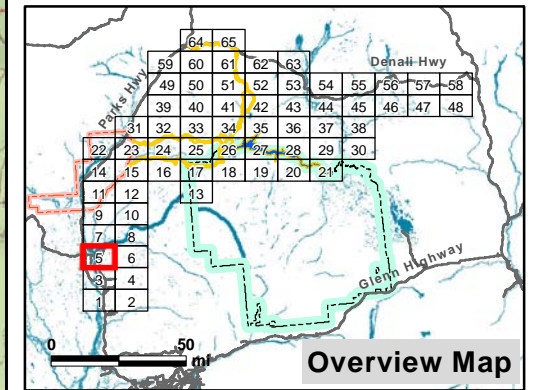 64 65
59 60 61 62 63
Denali Hwy
49 50 51 52 53 54 55 56 57 58
Parks Hwy
39 40 41 42 43 44 45 46 47 48
31 32 33 34 35 36 37 38
22 23 24 25 26 27 28 29 30
14 15 16 17 18 19 20 21
11 12 13
9 10
7 8
5 6
Glenn Highway
3 4
1 2
0 50
mi
Overview Map